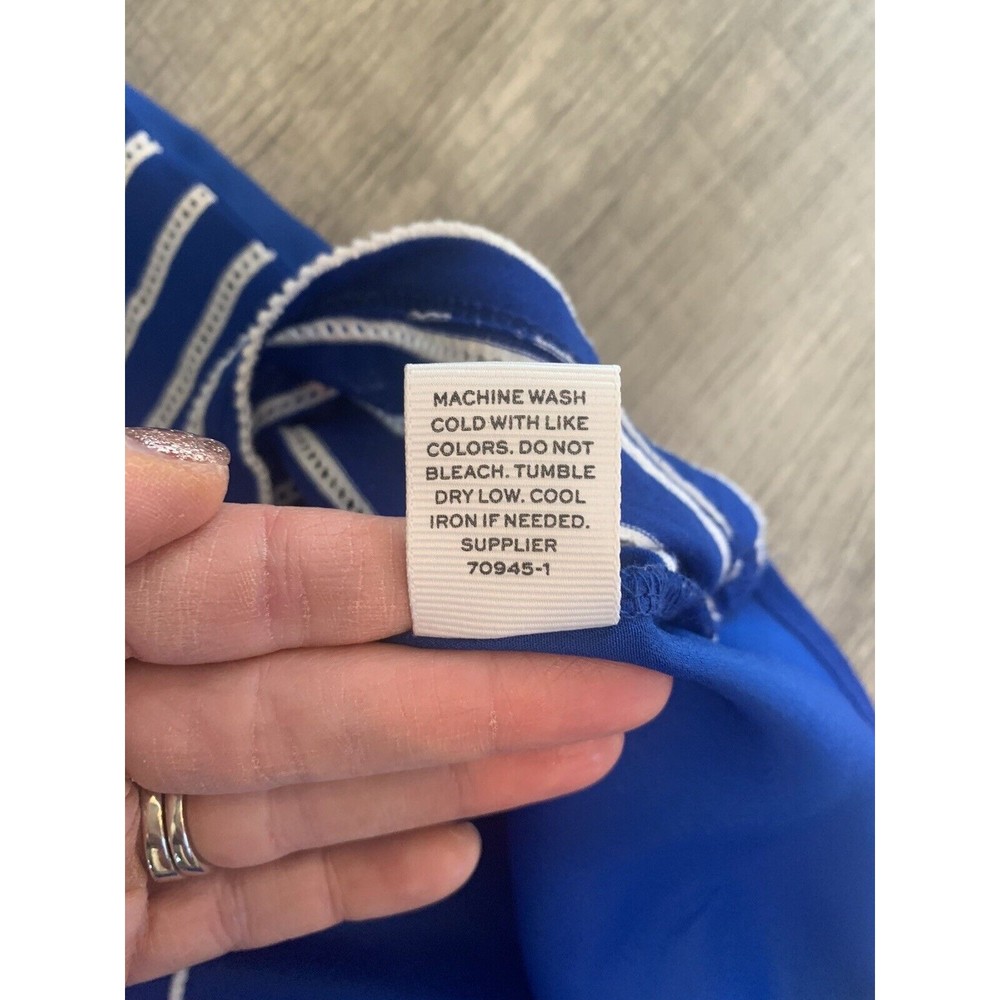 MACHINE WASH
COLD WITH LIKE
COLORS. DO NOT
BLEACH. TUMBLE
DRY LOW. COOL
IRON IF NEEDED.
SUPPLIER
70945-1